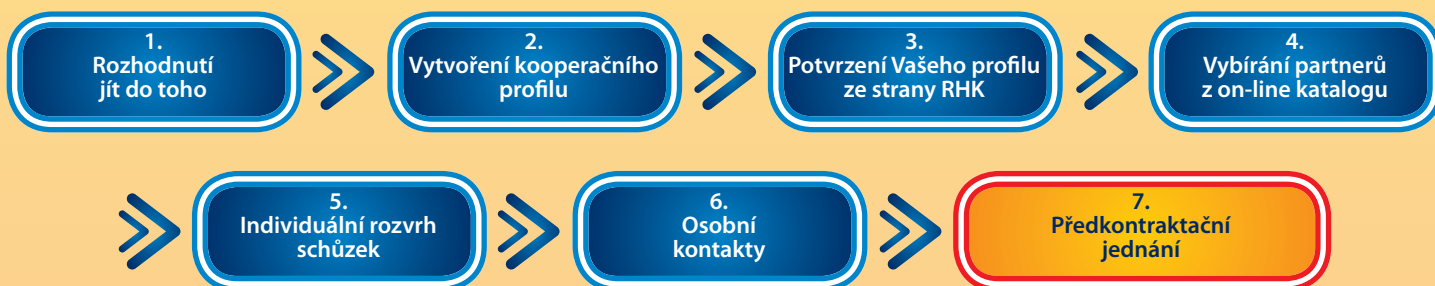 1.
Rozhodnutí
jít do toho
2.
Vytvoření kooperačního
profilu
3.
Potvrzení Vašeho profilu
ze strany RHK
4.
Vybírání partnerů
z on-line katalogu
5.
Individuální rozvrh
schůzek
6.
Osobní
kontakty
7.
Předkontraktační
jednání